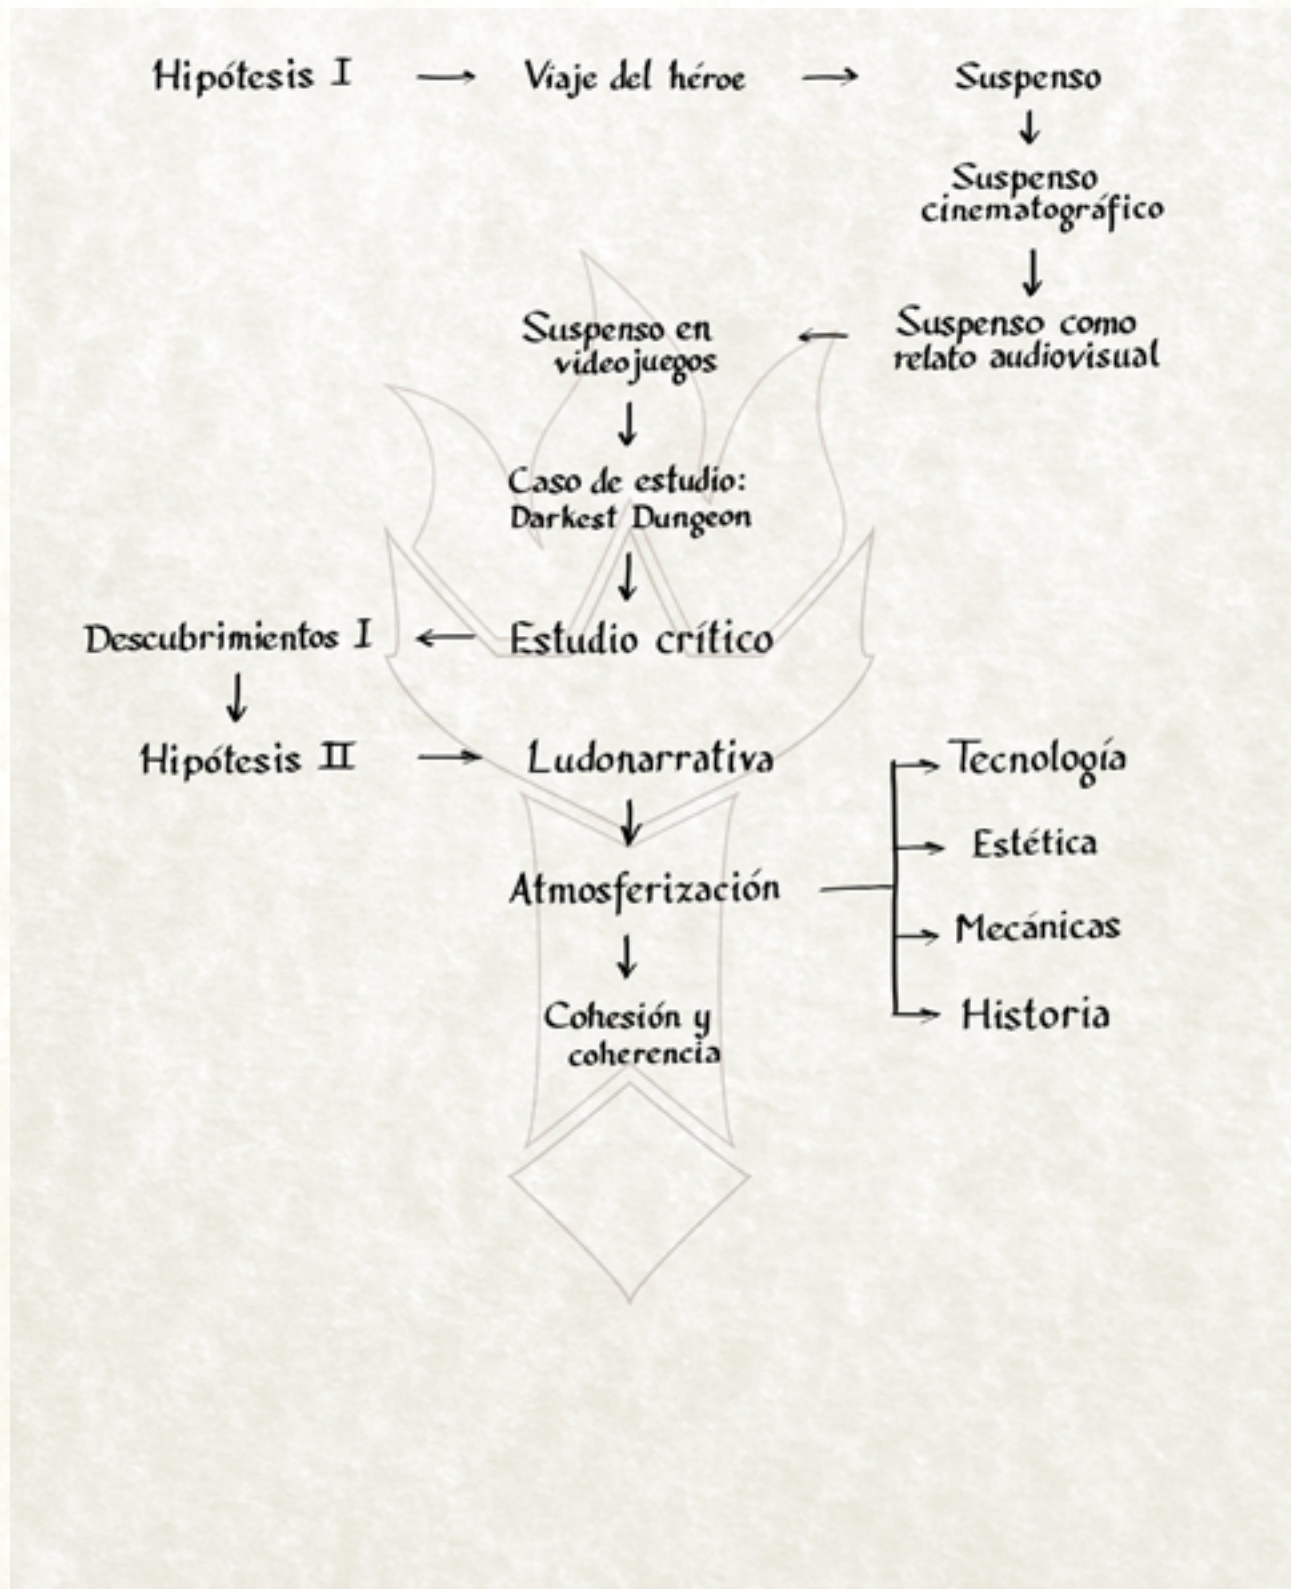 Hipótesis I
Viaje del héroe
Suspenso
Suspenso
cinematográfico
Suspenso como
relato audiovisual
Suspenso en
videojuegos
Caso de estudio:
Darkest Dungeon
Estudio crítico
Descubrimientos I
Hipótesis II
Ludonarrativa
Atmosferización
Tecnología
Estética
Mecánicas
Historia
Cohesión y
coherencia